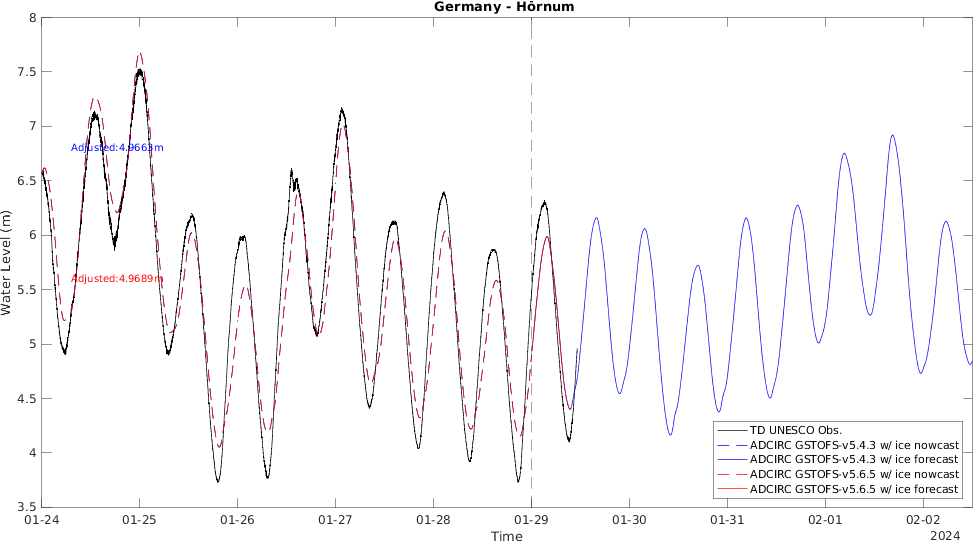 Germany - Hörnum
8
7.5
7
6.5
6
5.5
5
4.5
4
3.5
Water Level (m)
Adjusted:4.9663m
Adjusted:4.9689m
TD UNESCO Obs.
ADCIRC GSTOFS-v5.4.3 w/ ice nowcast
ADCIRC GSTOFS-v5.4.3 w/ ice forecast
ADCIRC GSTOFS-v5.6.5 w/ ice nowcast
ADCIRC GSTOFS-v5.6.5 w/ ice forecast
01-24 01-25 01-26 01-27 01-28 01-29 01-30 01-31 02-01 02-02
Time
2024